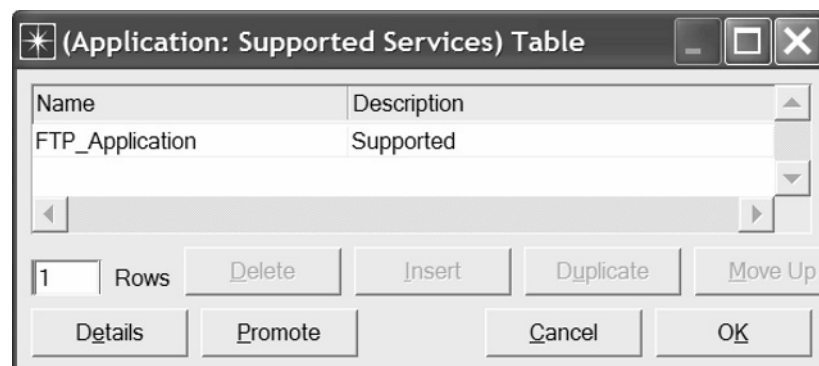 (Application: Supported Services) Table
Name Description
FTP_Application Supported
1 Rows Delete Insert Duplicate Move Up
Details Promote Cancel OK